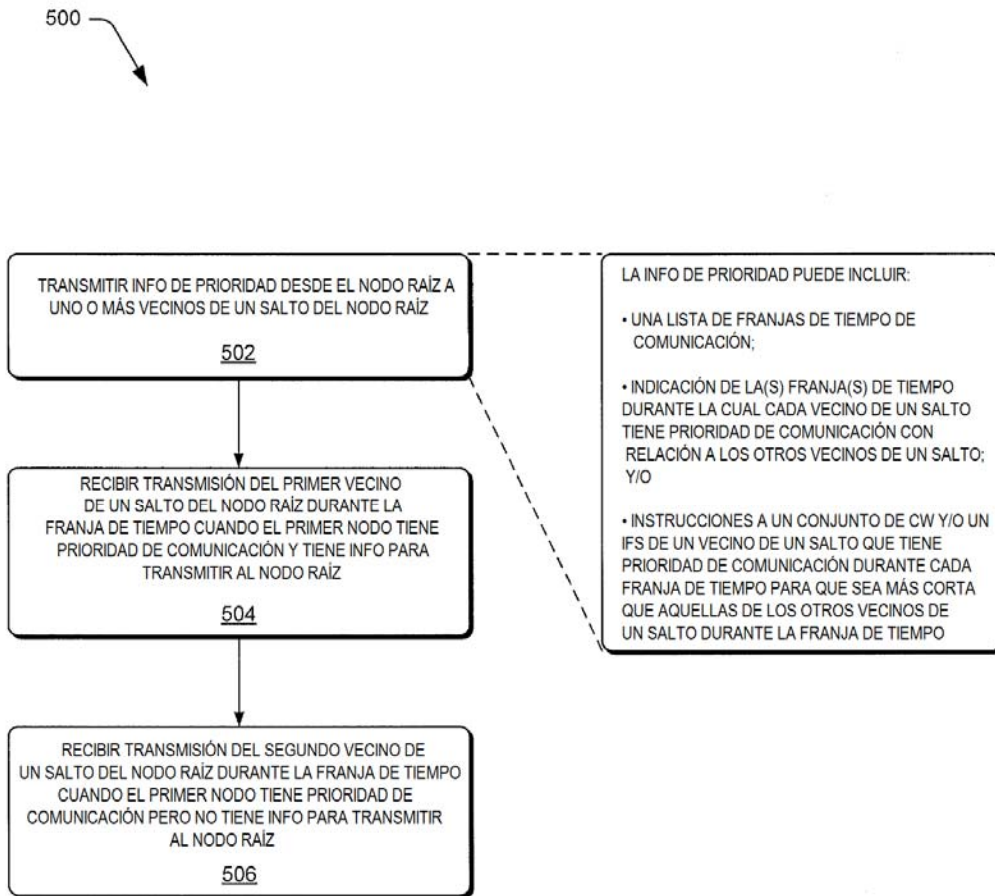 500
TRANSMITIR INFO DE PRIORIDAD DESDE EL NODO RAÍZ A
UNO O MÁS VECINOS DE UN SALTO DEL NODO RAÍZ
502
RECIBIR TRANSMISIÓN DEL PRIMER VECINO
DE UN SALTO DEL NODO RAÍZ DURANTE LA
FRANJA DE TIEMPO CUANDO EL PRIMER NODO TIENE
PRIORIDAD DE COMUNICACIÓN Y TIENE INFO PARA
TRANSMITIR AL NODO RAÍZ
504
RECIBIR TRANSMISIÓN DEL SEGUNDO VECINO DE
UN SALTO DEL NODO RAÍZ DURANTE LA FRANJA DE TIEMPO
CUANDO EL PRIMER NODO TIENE PRIORIDAD DE
COMUNICACIÓN PERO NO TIENE INFO PARA TRANSMITIR
AL NODO RAÍZ
506
LA INFO DE PRIORIDAD PUEDE INCLUIR:
• UNA LISTA DE FRANJAS DE TIEMPO DE
COMUNICACIÓN;
• INDICACIÓN DE LA(S) FRANJA(S) DE TIEMPO
DURANTE LA CUAL CADA VECINO DE UN SALTO
TIENE PRIORIDAD DE COMUNICACIÓN CON
RELACIÓN A LOS OTROS VECINOS DE UN SALTO;
Y/O
• INSTRUCCIONES A UN CONJUNTO DE CW Y/O UN
IFS DE UN VECINO DE UN SALTO QUE TIENE
PRIORIDAD DE COMUNICACIÓN DURANTE CADA
FRANJA DE TIEMPO PARA QUE SEA MÁS CORTA
QUE AQUELLAS DE LOS OTROS VECINOS DE
UN SALTO DURANTE LA FRANJA DE TIEMPO